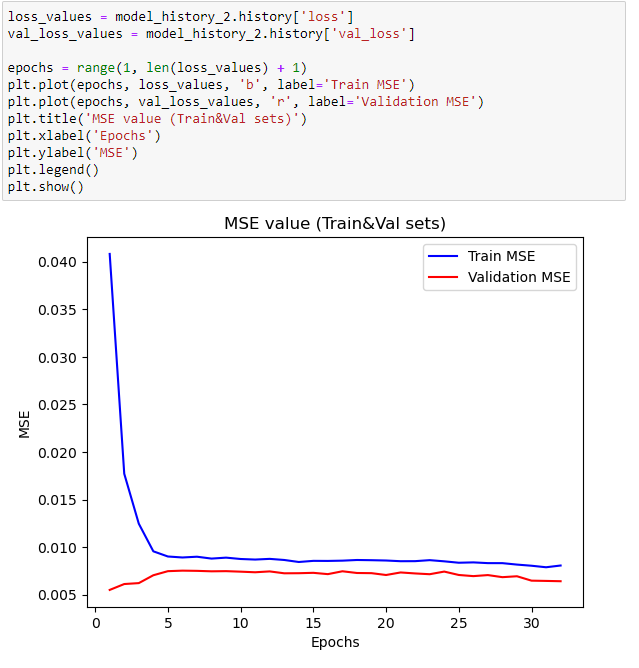 loss_values = model_history_2.history['loss']
val_loss_values = model_history_2.history['val_loss']
epochs = range(1, len(loss_values) + 1)
plt.plot(epochs, loss_values, 'b', label='Train MSE')
plt.plot(epochs, val_loss_values, 'r', label='Validation MSE')
plt.title('MSE value (Train&Val sets)')
plt.xlabel('Epochs')
plt.ylabel('MSE')
plt.legend()
plt.show()
MSE value (Train&Val sets)
Train MSE
Validation MSE
0.040
0.035
0.030
0.025
0.020
0.015
0.010
0.005
MSE
0 5 10 15 20 25 30
Epochs